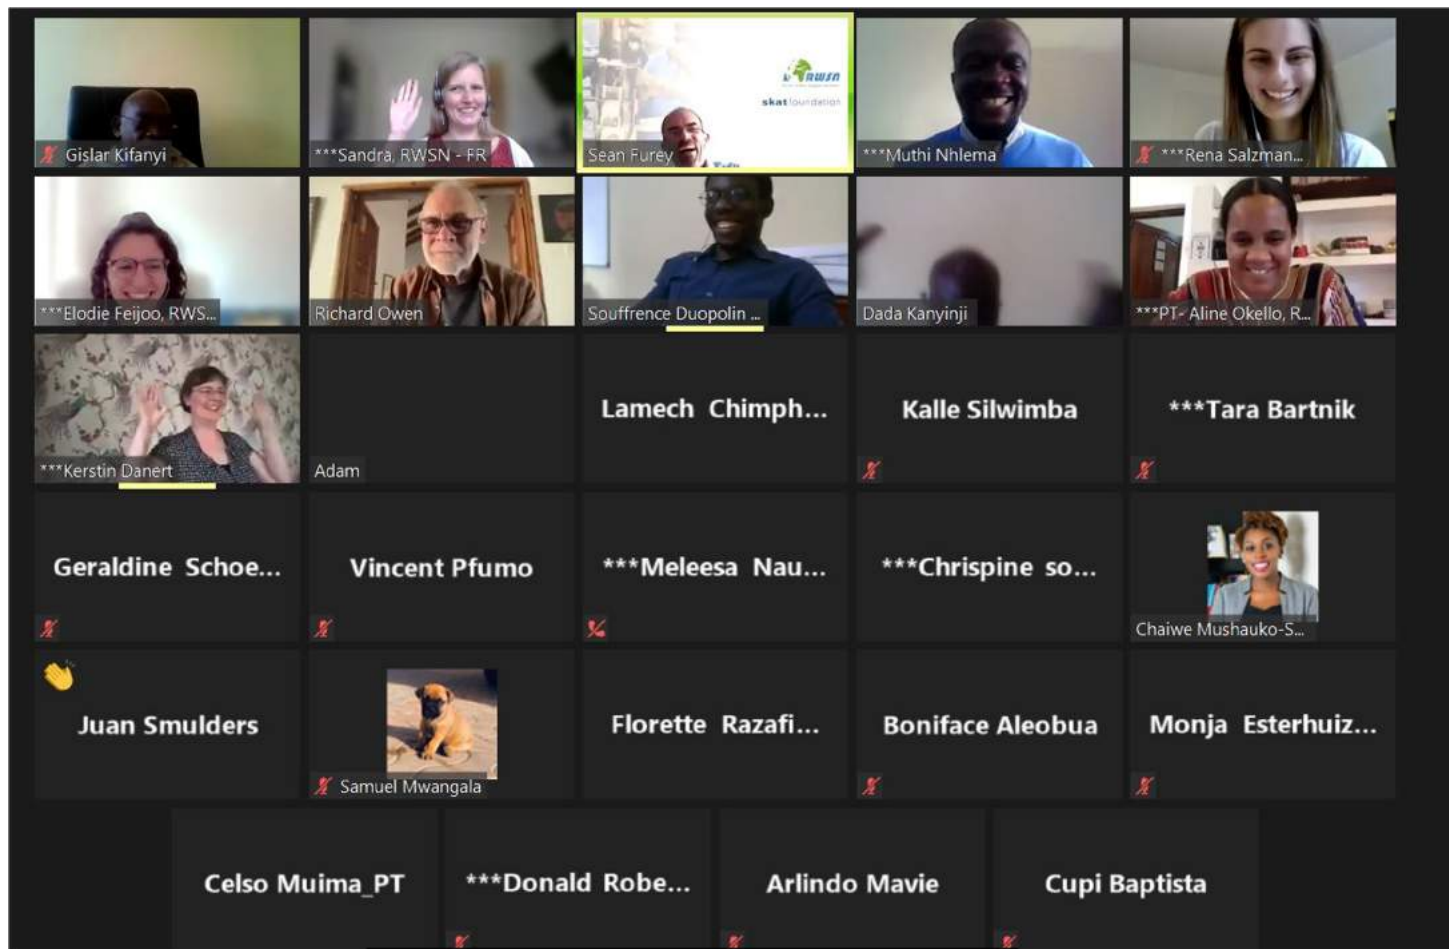 Gislar Kifanyi
***Sandra, RWSN - FR
RWSN
skat foundation
Sean Furey
***Muthi Nhlema
***Rena Salzman...
***Elodie Feijoo, RWS...
Richard Owen
Souffrence Duopolin ...
Dada Kanyinji
***PT- Aline Okello, R...
***Kerstin Danert
Adam
Lamech Chimph...
Kalle Silwimba
***Tara Bartnik
Geraldine Schoe...
Vincent Pfumo
***Meleesa Nau...
***Chrispine so...
Chaiwe Mushauko-S...
Juan Smulders
Samuel Mwangala
Florette Razafi...
Boniface Aleobua
Monja Esterhuiz...
Celso Muima_PT
***Donald Robe...
Arlindo Mavie
Cupi Baptista